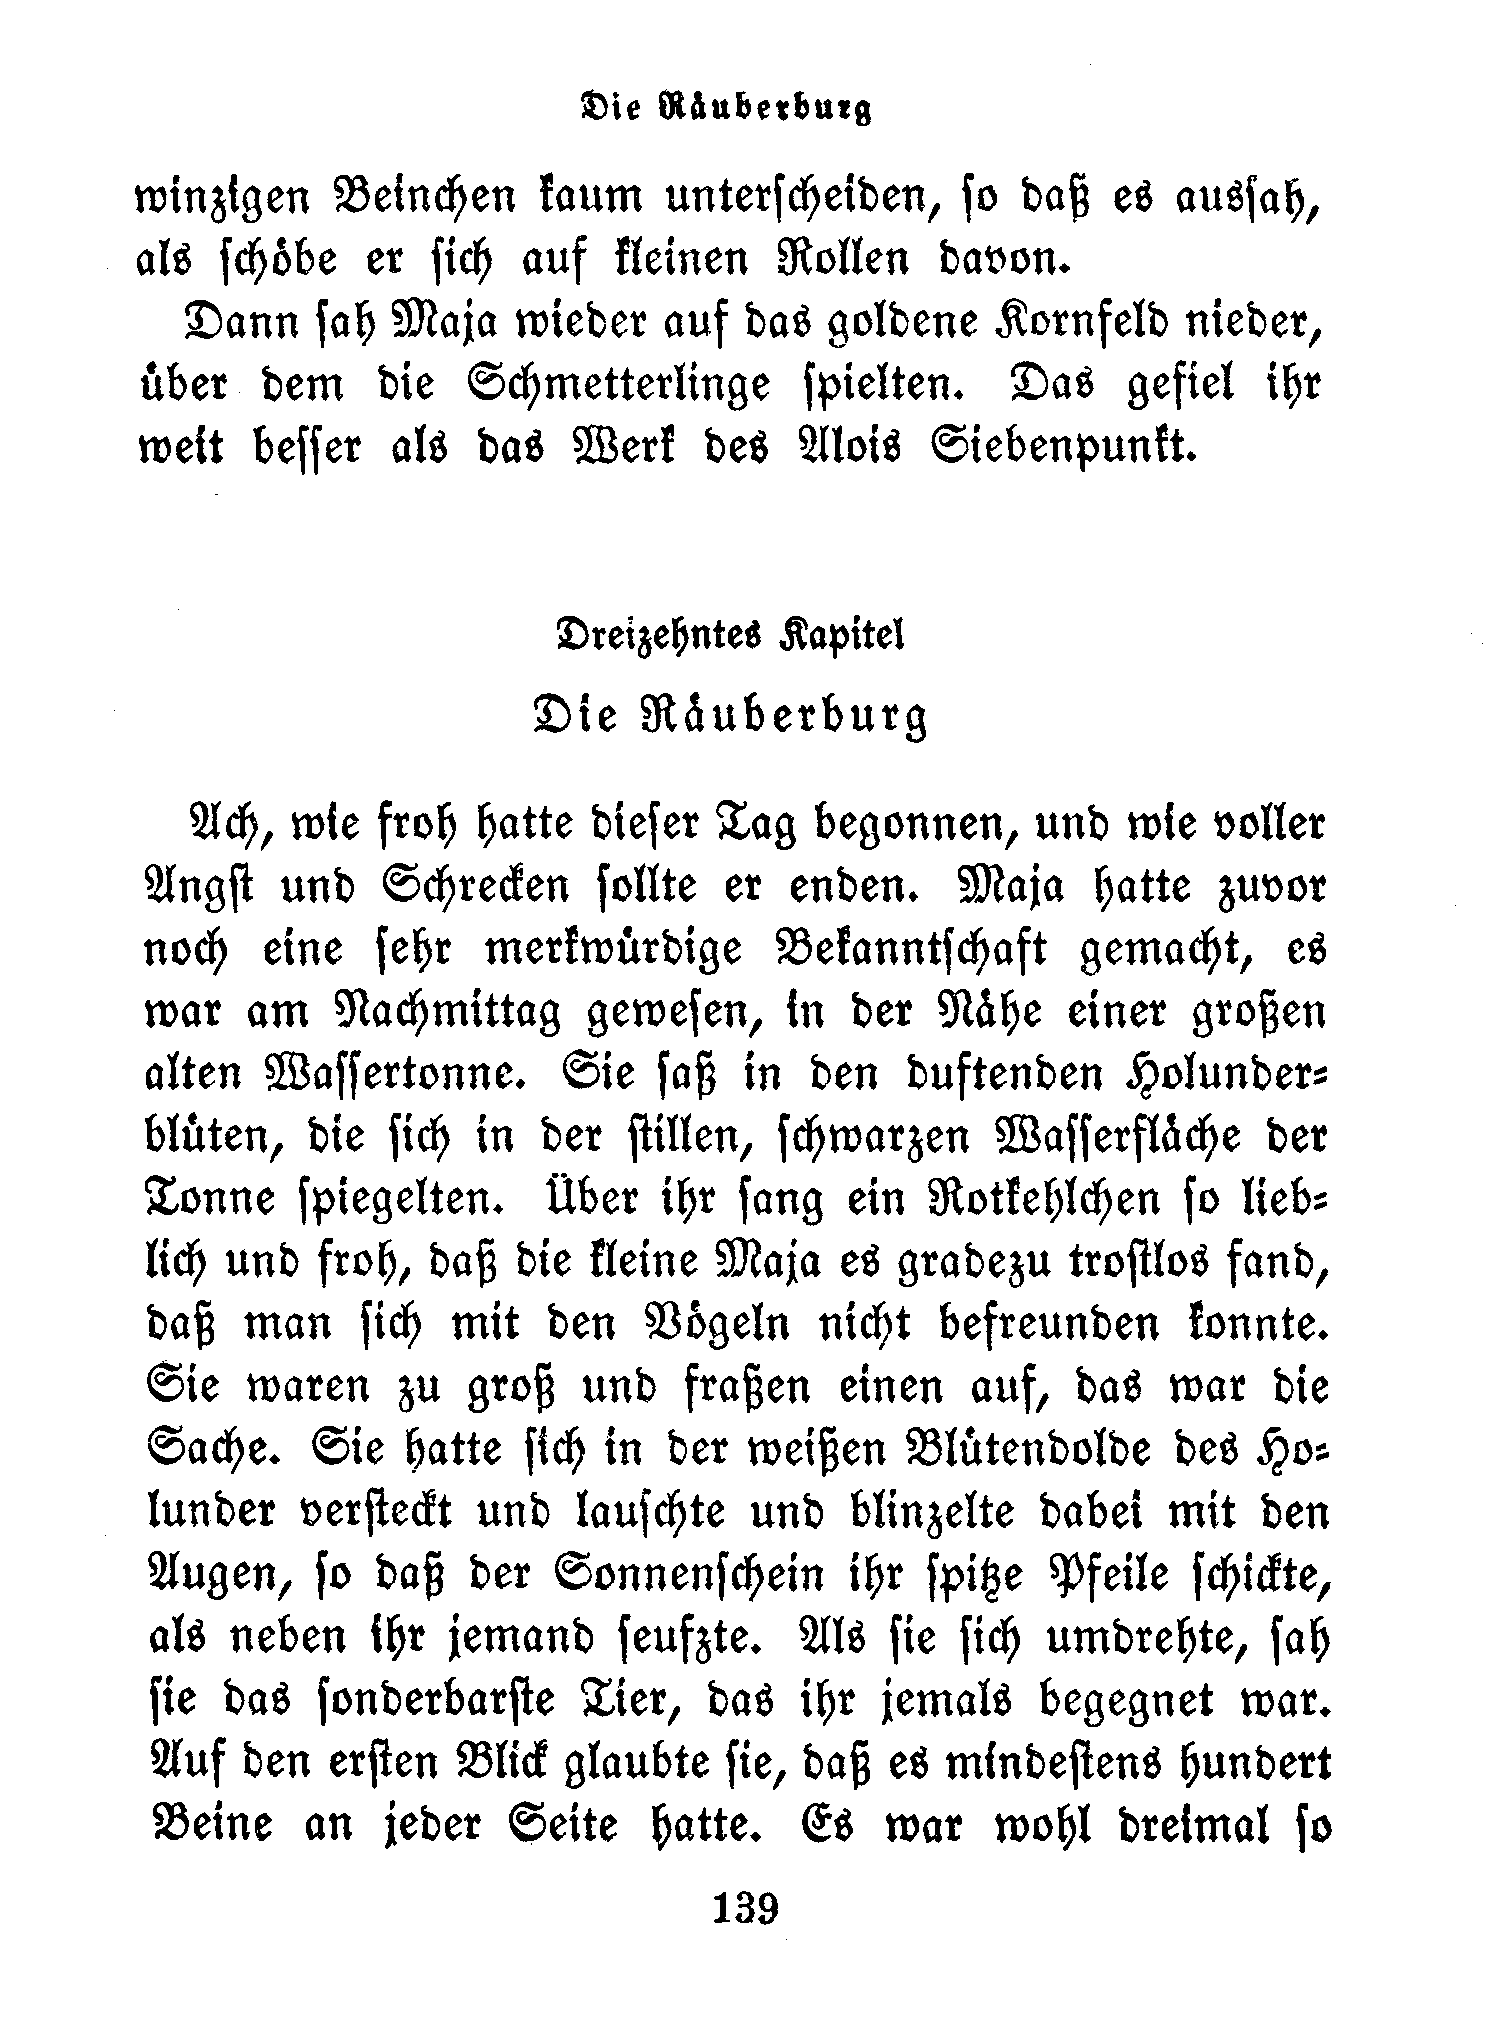 Die Räuberburg
winzigen Beinchen kaum unterscheiden, so daß es aussah,
als schöbe er sich auf kleinen Rollen davon.
Dann sah Maja wieder auf das goldene Kornfeld nieder,
über dem die Schmetterlinge spielten. Das gefiel ihr
weit besser als das Werk des Alois Siebenpunkt.
Dreizehntes Kapitel
Die Räuberburg
Ach, wie froh hatte dieser Tag begonnen, und wie voller
Angst und Schrecken sollte er enden. Maja hatte zuvor
noch eine sehr merkwürdige Bekanntschaft gemacht, es
war am Nachmittag gewesen, in der Nähe einer großen
alten Wassertonne. Sie saß in den duftenden Holunder-
blüten, die sich in der stillen, schwarzen Wasserfläche der
Tonne spiegelten. Über ihr sang ein Rotkehlchen so lieb-
lich und froh, daß die kleine Maja es gradezu trostlos fand,
daß man sich mit den Vögeln nicht befreunden konnte.
Sie waren zu groß und fraßen einen auf, das war die
Sache. Sie hatte sich in der weißen Blütendolde des Ho-
lunder versteckt und lauschte und blinzelte dabei mit den
Augen, so daß der Sonnenschein ihr spitze Pfeile schickte,
als neben ihr jemand seufzte. Als sie sich umdrehte, sah
sie das sonderbarste Tier, das ihr jemals begegnet war.
Auf den ersten Blick glaubte sie, daß es mindestens hundert
Beine an jeder Seite hatte. Es war wohl dreimal so
139